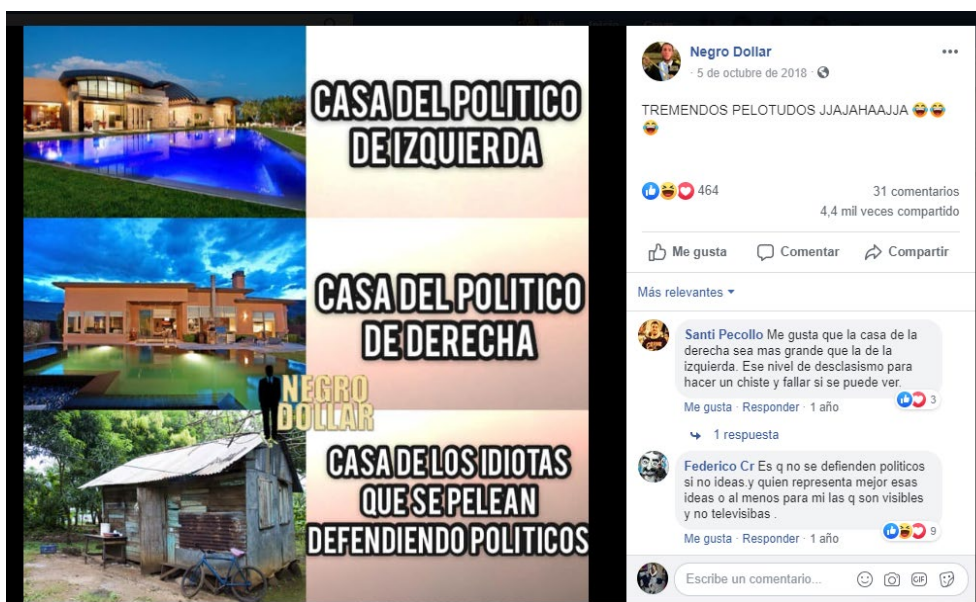 CASA DEL POLITICO
DE IZQUIERDA
CASA DEL POLITICO
DE DERECHA
NEGRO
DOLLAR
CASA DE LOS IDIOTAS
QUE SE PELEAN
DEFENDIENDO POLITICOS
Negro Dollar
· 5 de octubre de 2018 ·
TREMENDOS PELOTUDOS JJAJAHAAJJA 😂😂
😂
464
31 comentarios
4,4 mil veces compartido
Me gusta
Comentar
Compartir
Más relevantes
Santi Pecollo Me gusta que la casa de la
derecha sea mas grande que la de la
izquierda. Ese nivel de desclasismo para
hacer un chiste y fallar si se puede ver.
3
Me gusta · Responder · 1 año
1 respuesta
Federico Cr Es q no se defienden politicos
si no ideas.y quien representa mejor esas
ideas o al menos para mi las q son visibles
y no televisibas .
9
Me gusta · Responder · 1 año
Escribe un comentario...
GIF